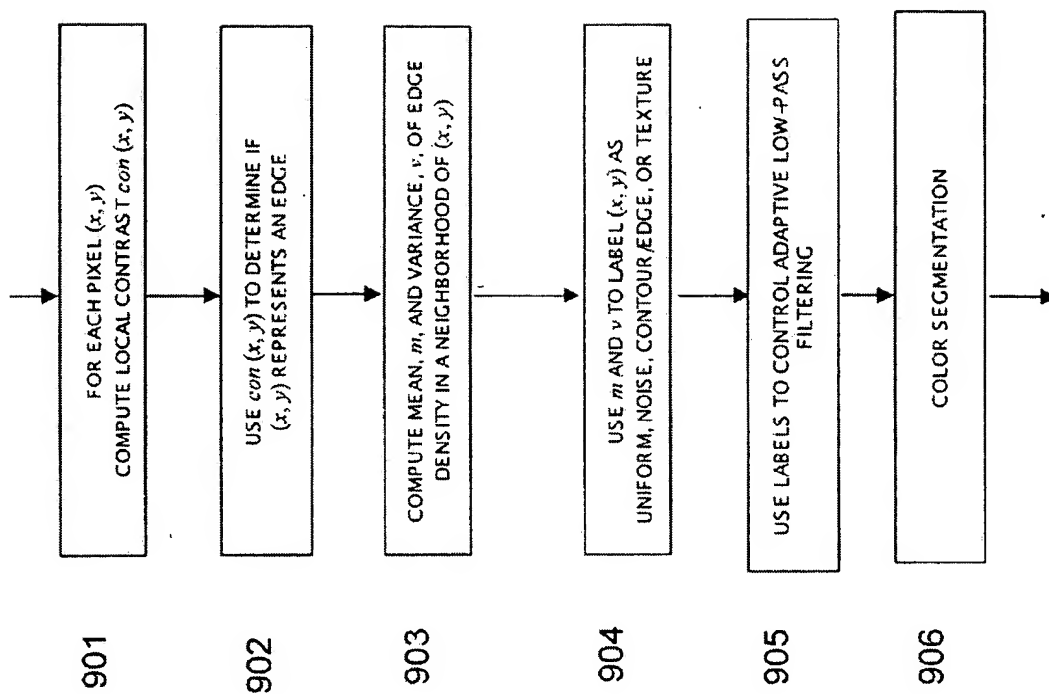 901
FOR EACH PIXEL (x, y)
COMPUTE LOCAL CONTRAST con (x, y)
902
USE con (x, y) TO DETERMINE IF
(x, y) REPRESENTS AN EDGE
903
COMPUTE MEAN, m, AND VARIANCE, v, OF EDGE
DENSITY IN A NEIGHBORHOOD OF (x, y)
904
USE m AND v TO LABEL (x, y) AS
UNIFORM, NOISE, CONTOUR/EDGE, OR TEXTURE
905
USE LABELS TO CONTROL ADAPTIVE LOW-PASS
FILTERING
906
COLOR SEGMENTATION